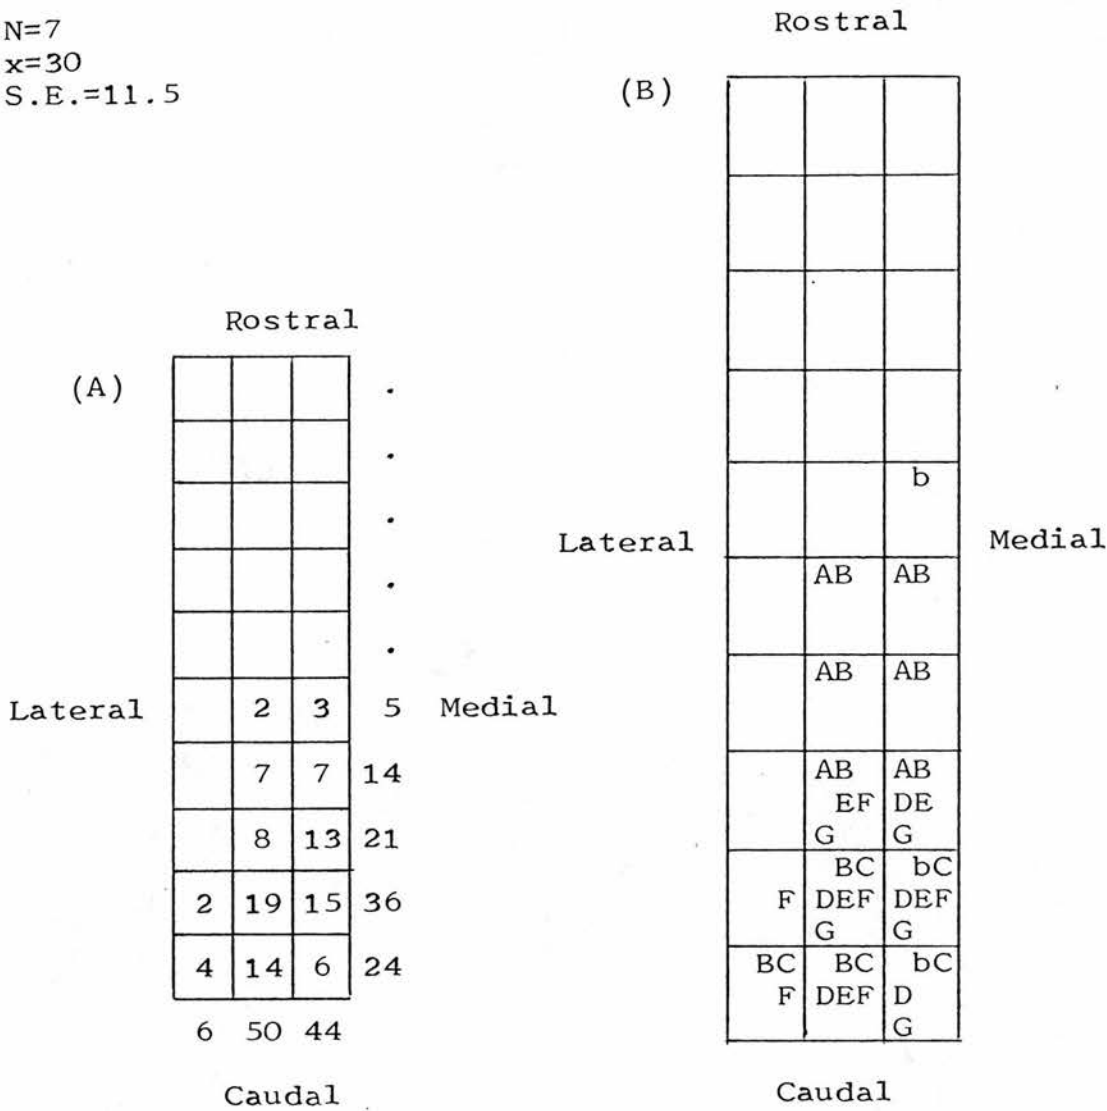 N=7
x=30
S.E.=11.5
Rostral
(A)
.
.
.
.
.
Lateral
2 3 5
Medial
7 7 14
8 13 21
2 19 15 36
4 14 6 24
6 50 44
Caudal
Rostral
(B)
b
Lateral
Medial
AB AB
AB AB
AB AB
EF DE
G G
BC bC
F DEF DEF
G G
BC BC bC
F DEF D
G
Caudal